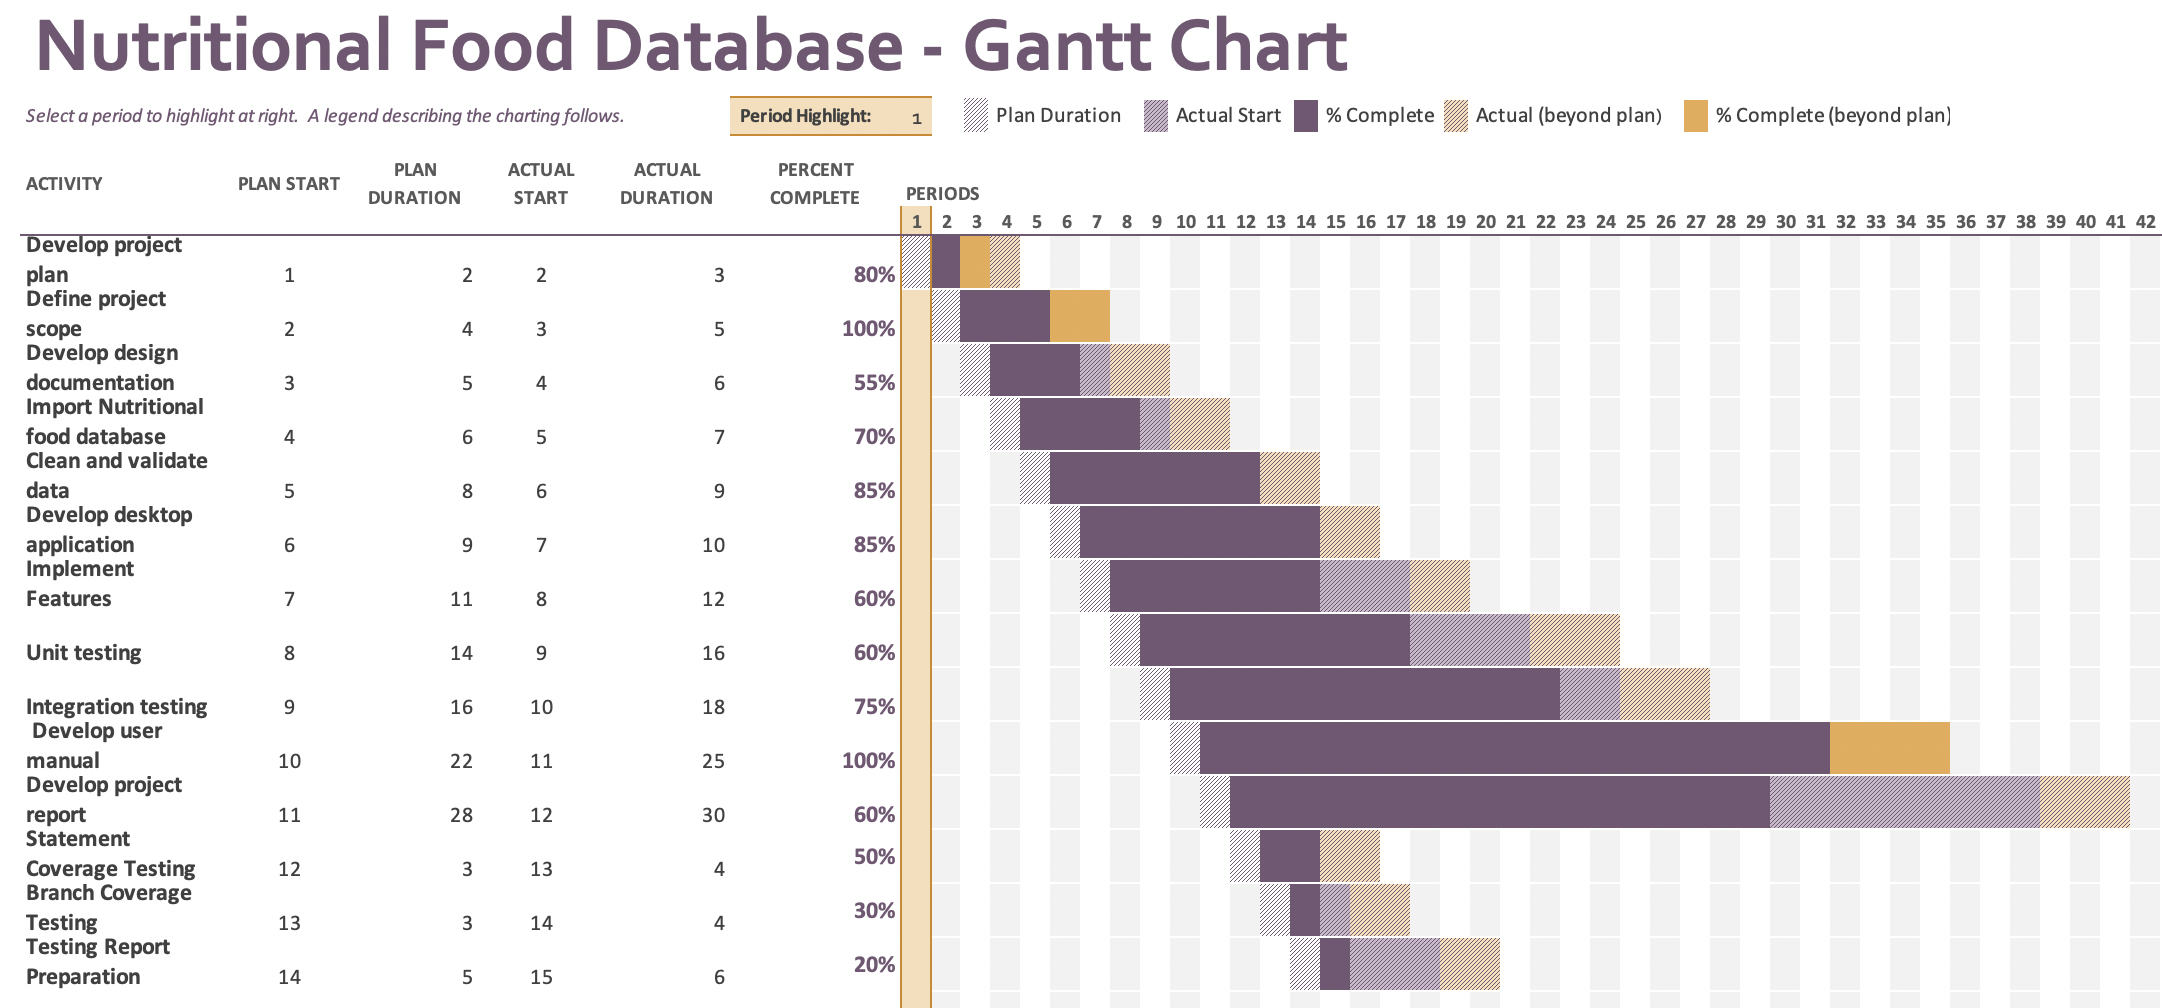 Nutritional Food Database - Gantt Chart
Select a period to highlight at right.  A legend describing the charting follows.
Period Highlight: 1
Plan Duration
Actual Start
% Complete
Actual (beyond plan)
% Complete (beyond plan)
ACTIVITY
PLAN START
PLAN
DURATION
ACTUAL
START
ACTUAL
DURATION
PERCENT
COMPLETE
PERIODS
1 2 3 4 5 6 7 8 9 10 11 12 13 14 15 16 17 18 19 20 21 22 23 24 25 26 27 28 29 30 31 32 33 34 35 36 37 38 39 40 41 42
Develop project
plan 1 2 2 3 80%
Define project
scope 2 4 3 5 100%
Develop design
documentation 3 5 4 6 55%
Import Nutritional
food database 4 6 5 7 70%
Clean and validate
data 5 8 6 9 85%
Develop desktop
application 6 9 7 10 85%
Implement
Features 7 11 8 12 60%
Unit testing 8 14 9 16 60%
Integration testing 9 16 10 18 75%
Develop user
manual 10 22 11 25 100%
Develop project
report 11 28 12 30 60%
Statement
Coverage Testing 12 3 13 4 50%
Branch Coverage
Testing 13 3 14 4 30%
Testing Report
Preparation 14 5 15 6 20%